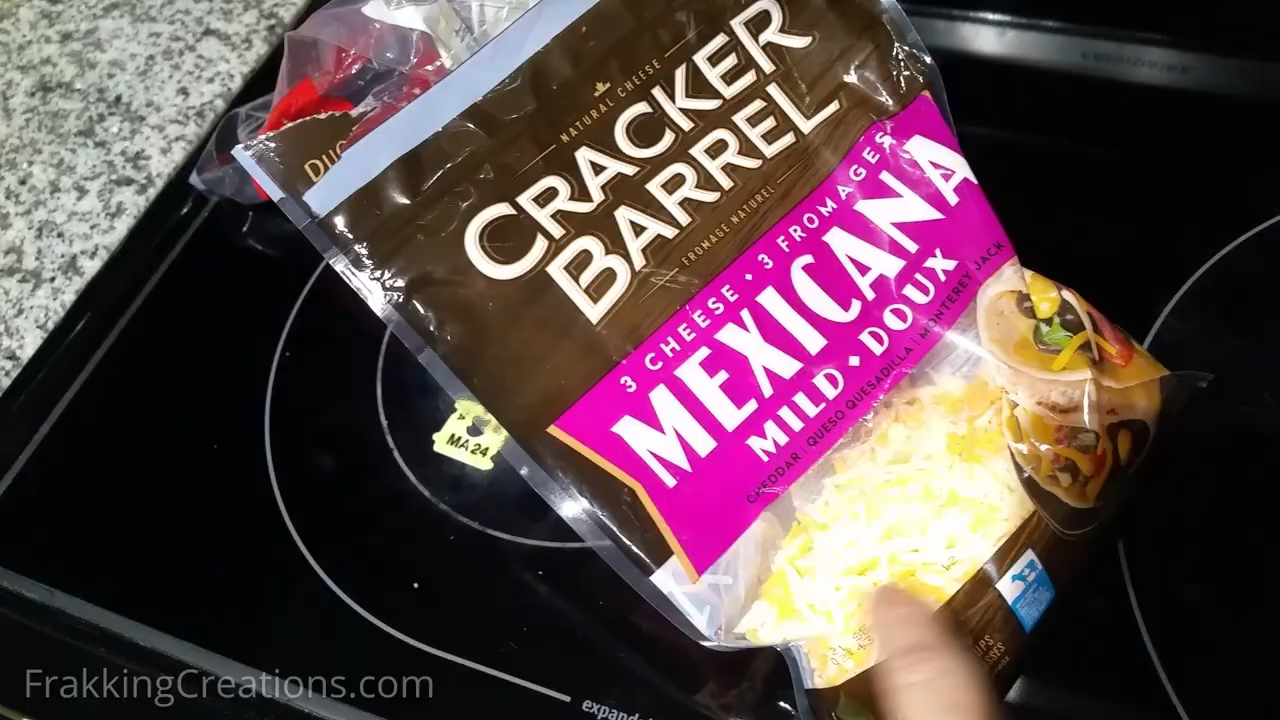 NATURAL CHEESE
CRACKER
BARREL
FROMAGE NATUREL
3 CHEESE • 3 FROMAGES
MEXICANA
MILD • DOUX
CHEDDAR | QUESO QUESADILLA | MONTEREY JACK
MA 24
FrakkingCreations.com